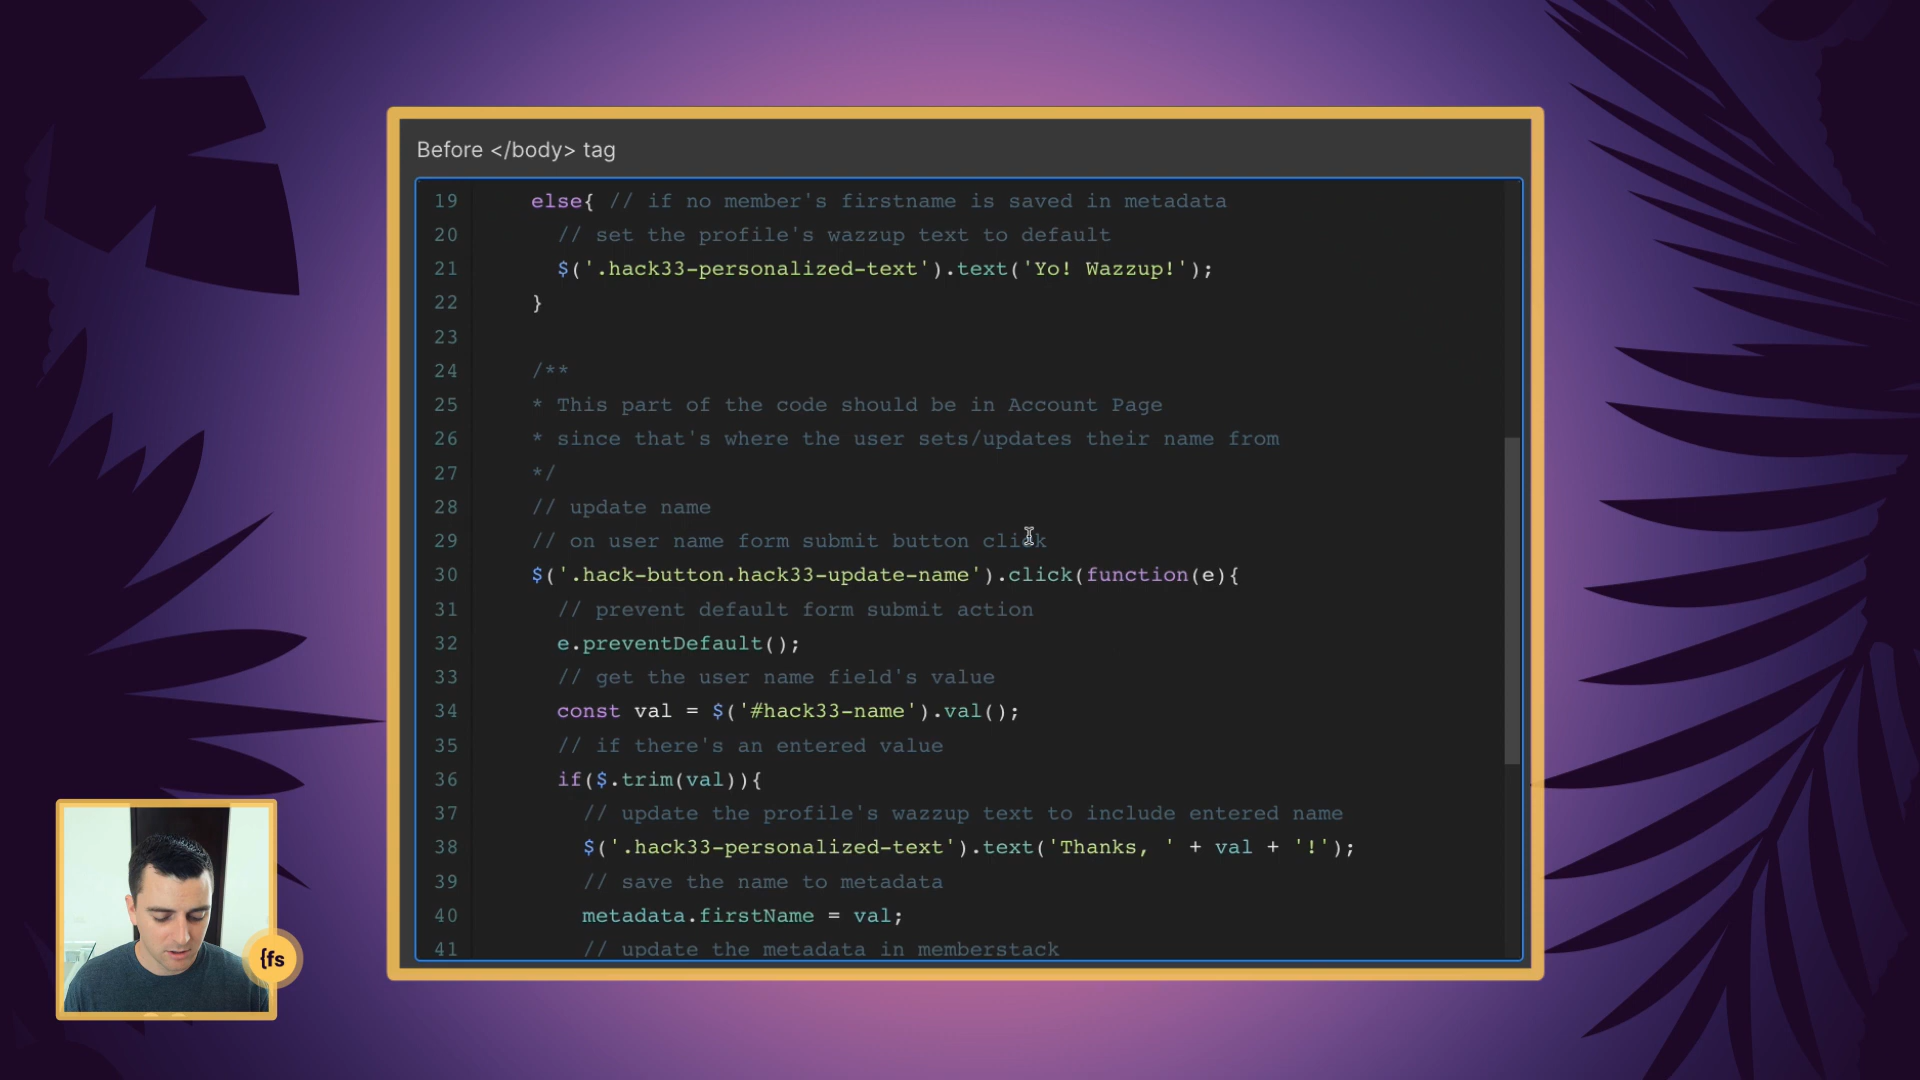 Before </body> tag
19 else{ // if no member's firstname is saved in metadata
20 // set the profile's wazzup text to default
21 $('.hack33-personalized-text').text('Yo! Wazzup!');
22 }
23
24 /**
25 * This part of the code should be in Account Page
26 * since that's where the user sets/updates their name from
27 */
28 // update name
29 // on user name form submit button click
30 $('.hack-button.hack33-update-name').click(function(e){
31 // prevent default form submit action
32 e.preventDefault();
33 // get the user name field's value
34 const val = $('#hack33-name').val();
35 // if there's an entered value
36 if($.trim(val)){
37 // update the profile's wazzup text to include entered name
38 $('.hack33-personalized-text').text('Thanks, ' + val + '!');
39 // save the name to metadata
40 metadata.firstName = val;
41 // update the metadata in memberstack
{fs